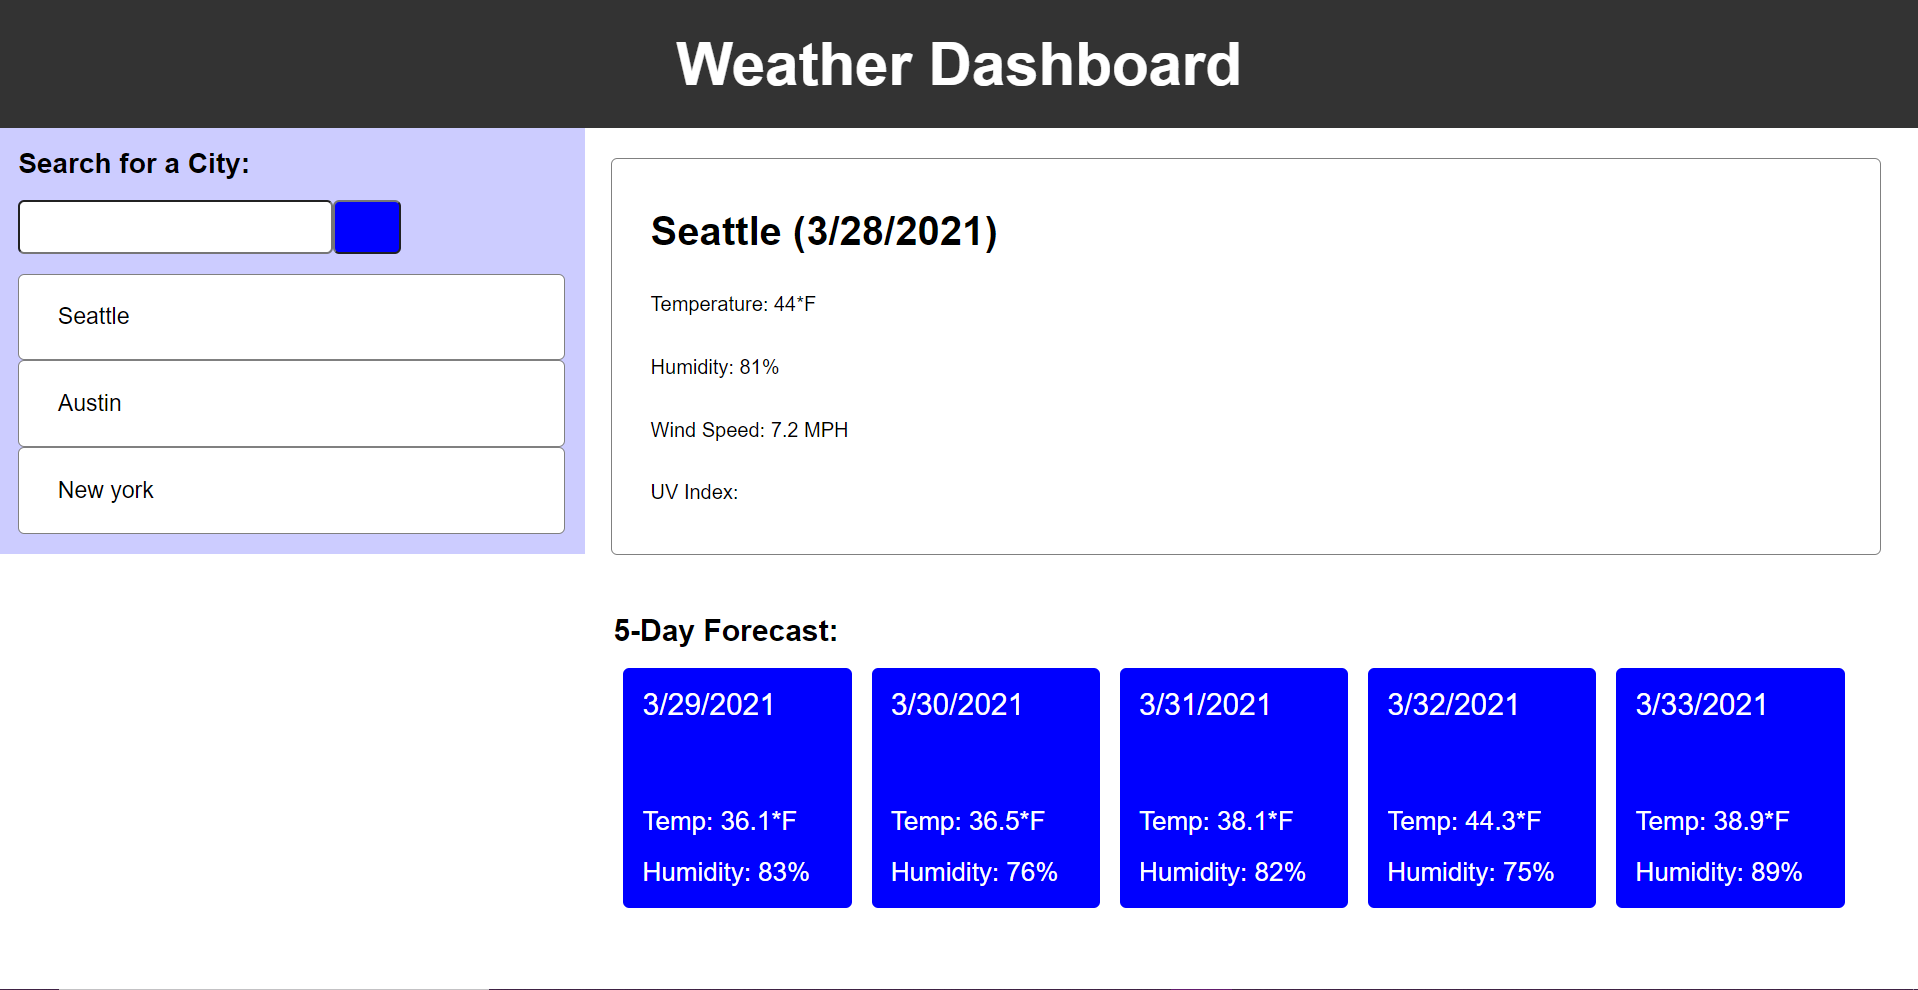 Weather Dashboard
Search for a City:
Seattle
Austin
New york
Seattle (3/28/2021)
Temperature: 44*F
Humidity: 81%
Wind Speed: 7.2 MPH
UV Index:
5-Day Forecast:
3/29/2021
Temp: 36.1*F
Humidity: 83%
3/30/2021
Temp: 36.5*F
Humidity: 76%
3/31/2021
Temp: 38.1*F
Humidity: 82%
3/32/2021
Temp: 44.3*F
Humidity: 75%
3/33/2021
Temp: 38.9*F
Humidity: 89%